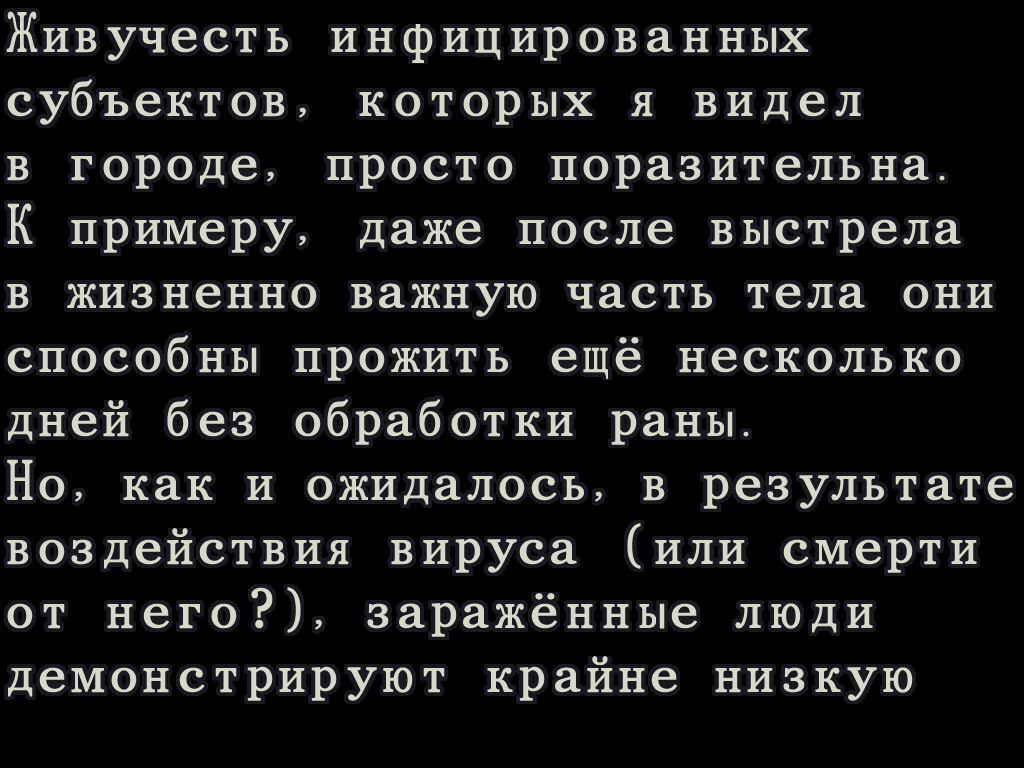 Живучесть инфицированных
субъектов, которых я видел
в городе, просто поразительна.
К примеру, даже после выстрела
в жизненно важную часть тела они
способны прожить ещё несколько
дней без обработки раны.
Но, как и ожидалось, в результате
воздействия вируса (или смерти
от него?), заражённые люди
демонстрируют крайне низкую